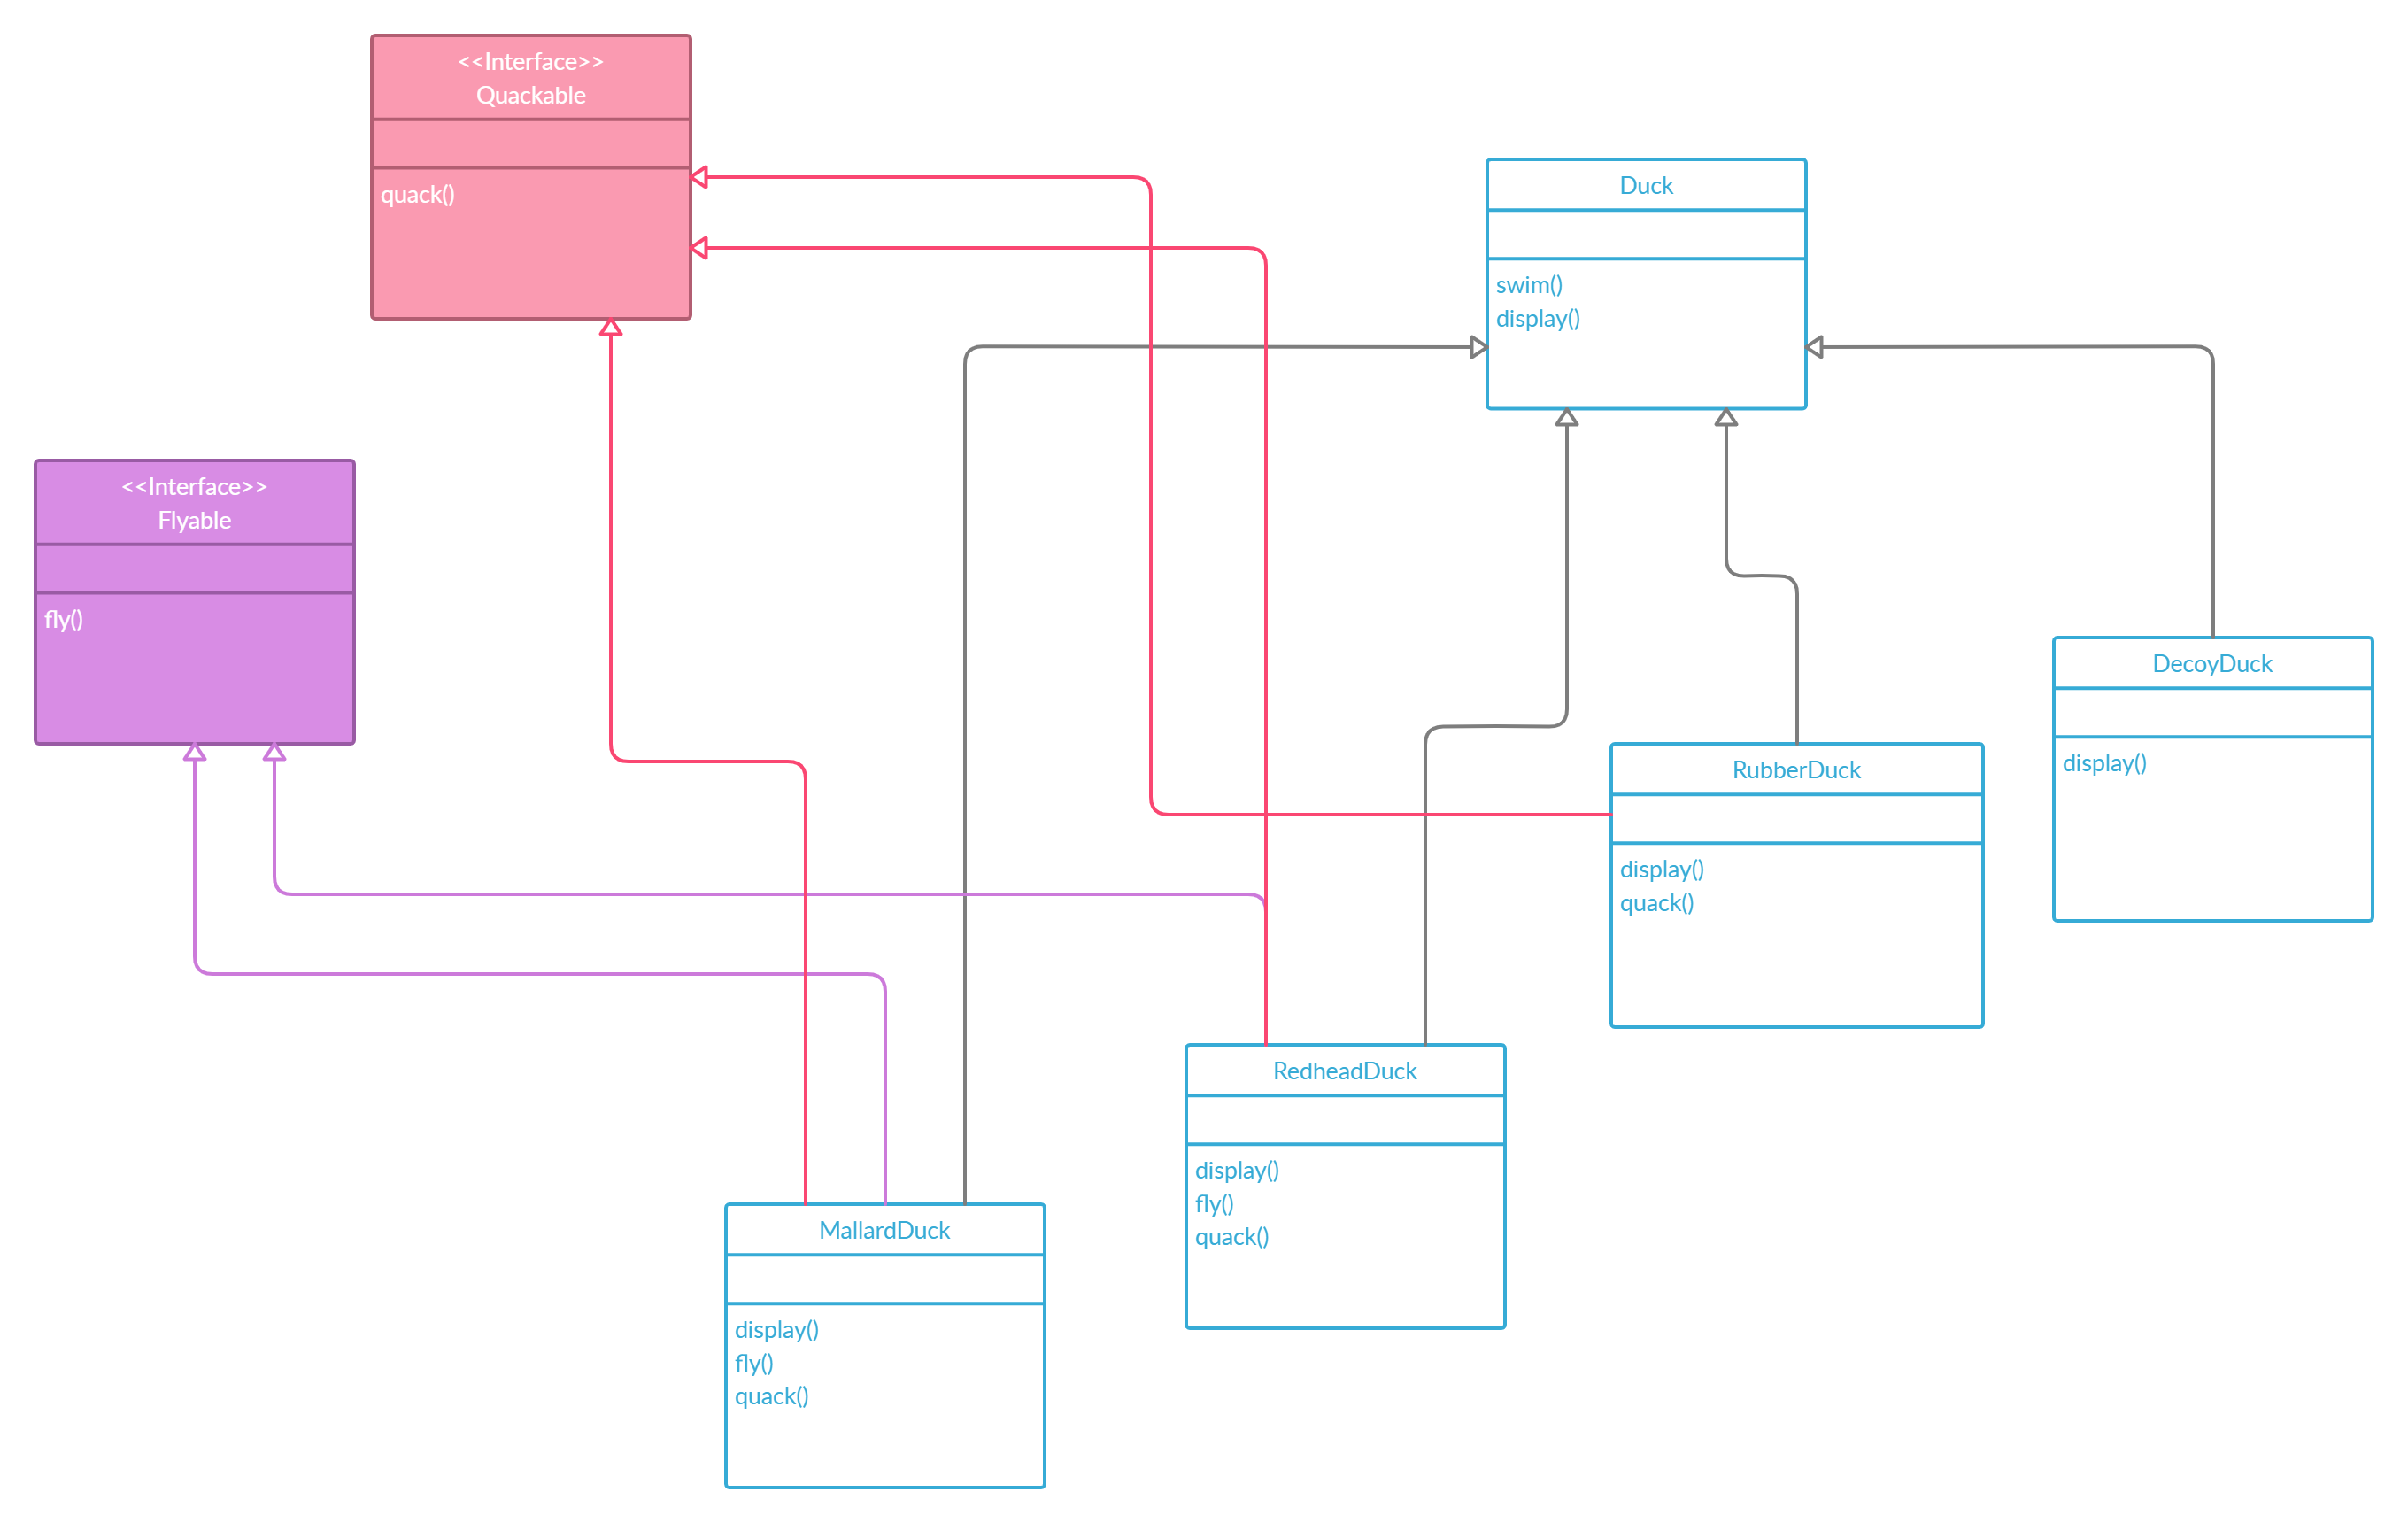 <<Interface>>
Quackable
quack()
Duck
swim()
display()
<<Interface>>
Flyable
fly()
DecoyDuck
display()
RubberDuck
display()
quack()
RedheadDuck
display()
fly()
quack()
MallardDuck
display()
fly()
quack()